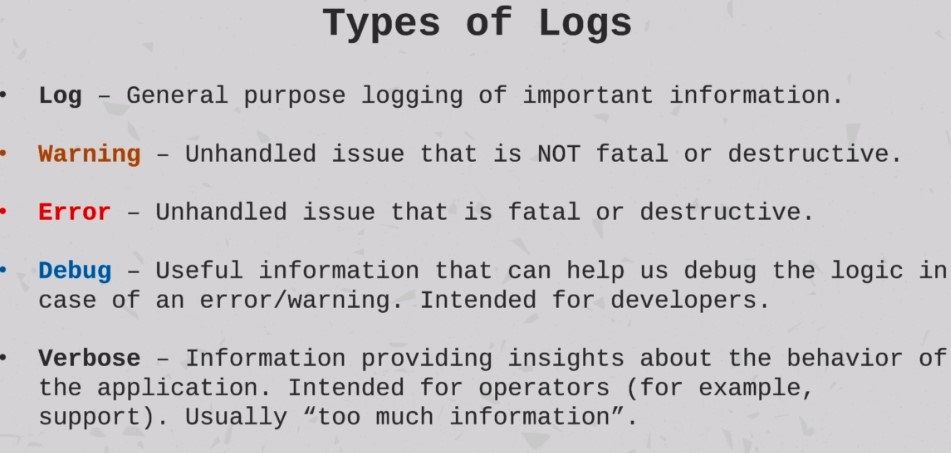 Types of Logs
• Log – General purpose logging of important information.
• Warning – Unhandled issue that is NOT fatal or destructive.
• Error – Unhandled issue that is fatal or destructive.
• Debug – Useful information that can help us debug the logic in
case of an error/warning. Intended for developers.
• Verbose – Information providing insights about the behavior of
the application. Intended for operators (for example,
support). Usually “too much information”.